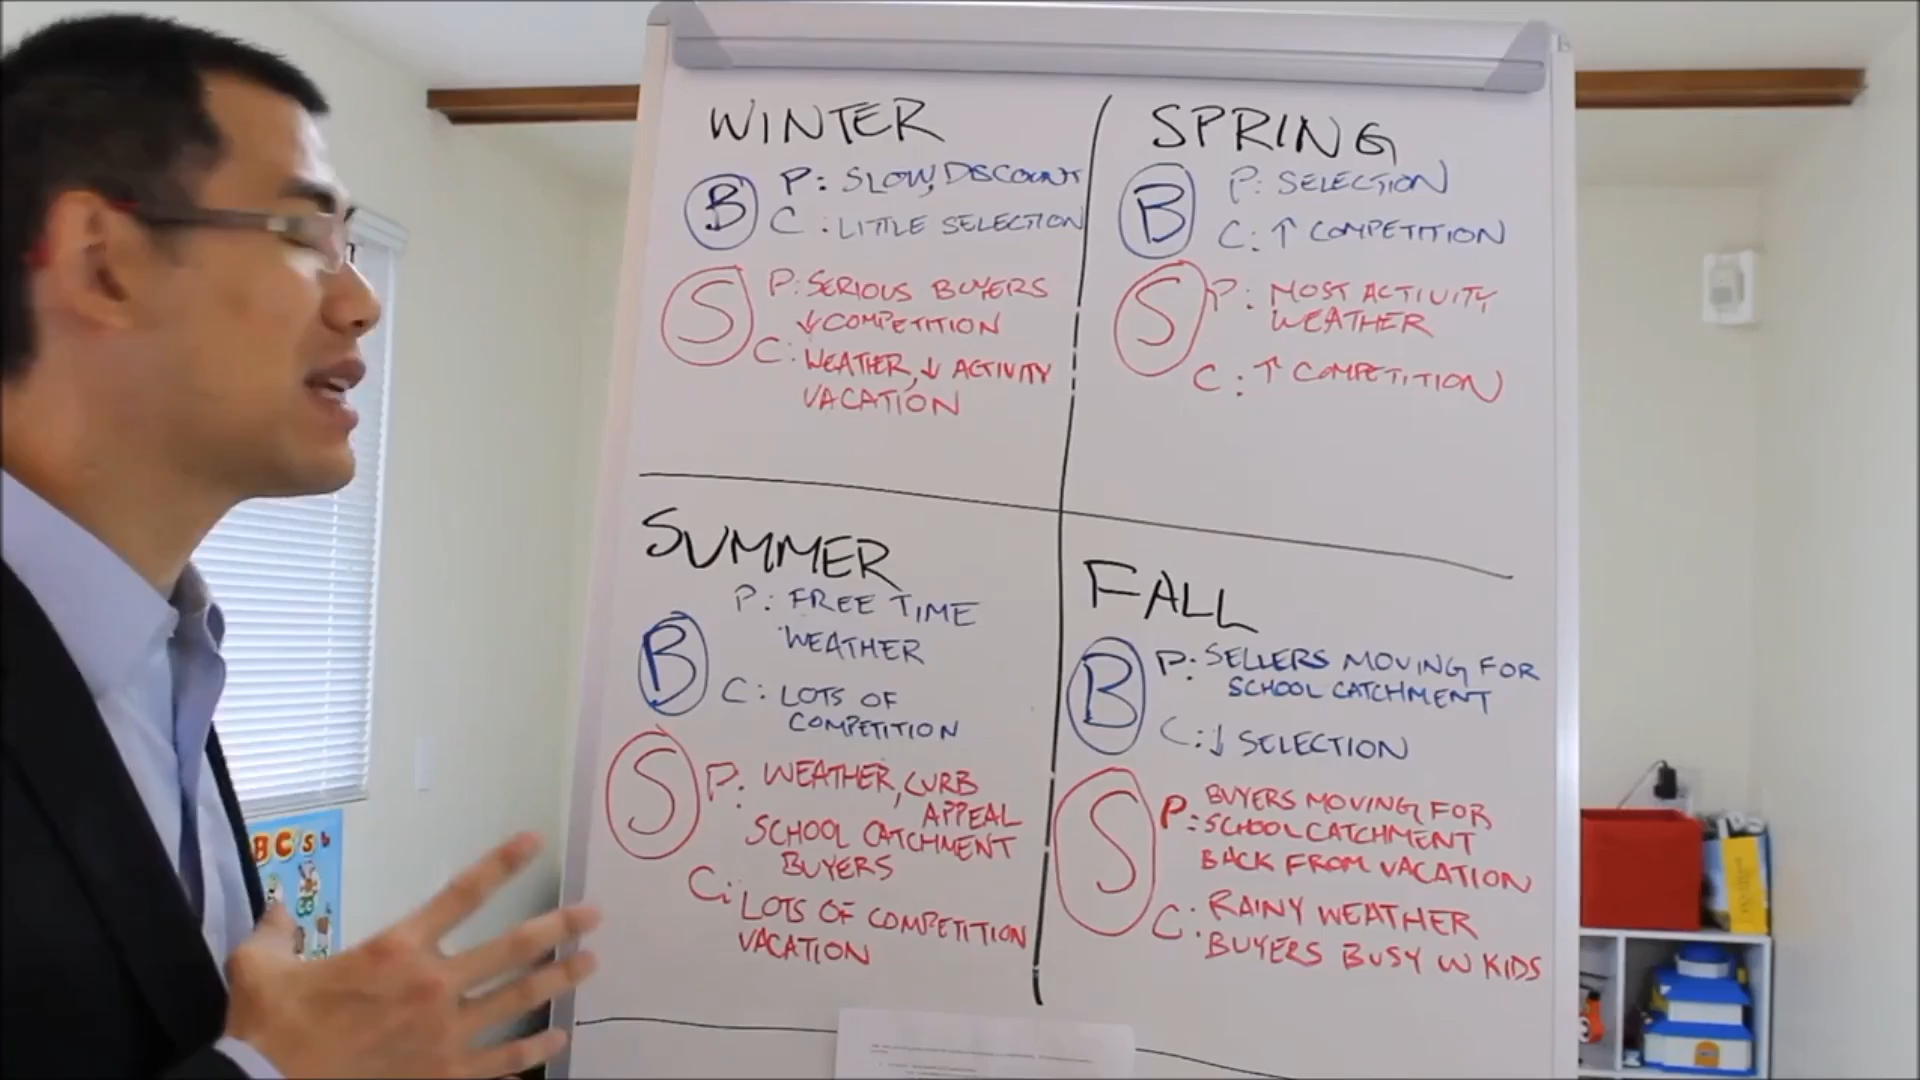 WINTER
B
P: SLOW, DISCOUNT
C: LITTLE SELECTION
S
P: SERIOUS BUYERS
↓ COMPETITION
C: WEATHER, ↓ ACTIVITY
VACATION
SPRING
B
P: SELECTION
C: ↑ COMPETITION
S
P: MOST ACTIVITY
WEATHER
C: ↑ COMPETITION
SUMMER
B
P: FREE TIME
WEATHER
C: LOTS OF
COMPETITION
S
P: WEATHER, CURB
APPEAL
SCHOOL CATCHMENT
BUYERS
C: LOTS OF COMPETITION
VACATION
FALL
B
P: SELLERS MOVING FOR
SCHOOL CATCHMENT
C: ↓ SELECTION
S
P: BUYERS MOVING FOR
SCHOOL CATCHMENT
BACK FROM VACATION
C: RAINY WEATHER
BUYERS BUSY W KIDS
BC's